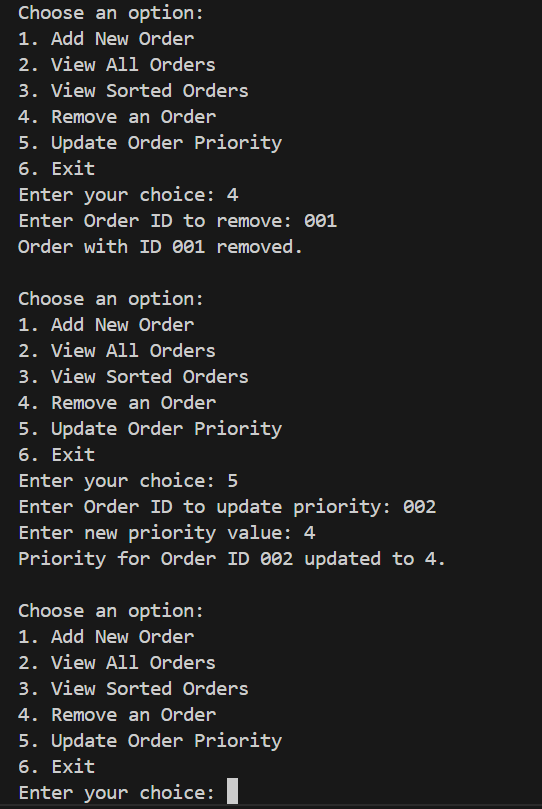 Choose an option:
1. Add New Order
2. View All Orders
3. View Sorted Orders
4. Remove an Order
5. Update Order Priority
6. Exit
Enter your choice: 4
Enter Order ID to remove: 001
Order with ID 001 removed.

Choose an option:
1. Add New Order
2. View All Orders
3. View Sorted Orders
4. Remove an Order
5. Update Order Priority
6. Exit
Enter your choice: 5
Enter Order ID to update priority: 002
Enter new priority value: 4
Priority for Order ID 002 updated to 4.

Choose an option:
1. Add New Order
2. View All Orders
3. View Sorted Orders
4. Remove an Order
5. Update Order Priority
6. Exit
Enter your choice: